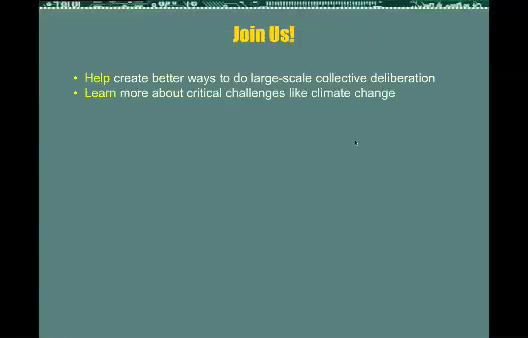 Join Us!
• Help create better ways to do large-scale collective deliberation
• Learn more about critical challenges like climate change